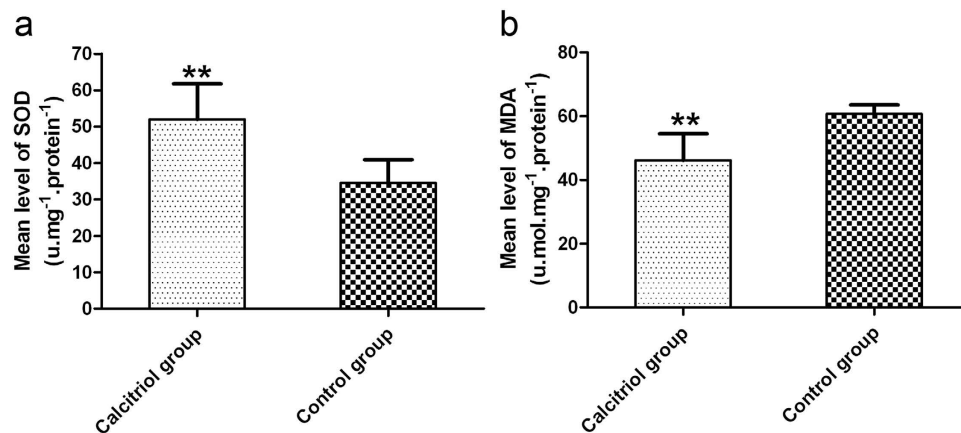 a
Mean level of SOD
(u.mg⁻¹.protein⁻¹)
70
60
50
40
30
20
10
0
**
Calcitriol group
Control group
b
Mean level of MDA
(u.mol.mg⁻¹.protein⁻¹)
80
60
40
20
0
**
Calcitriol group
Control group